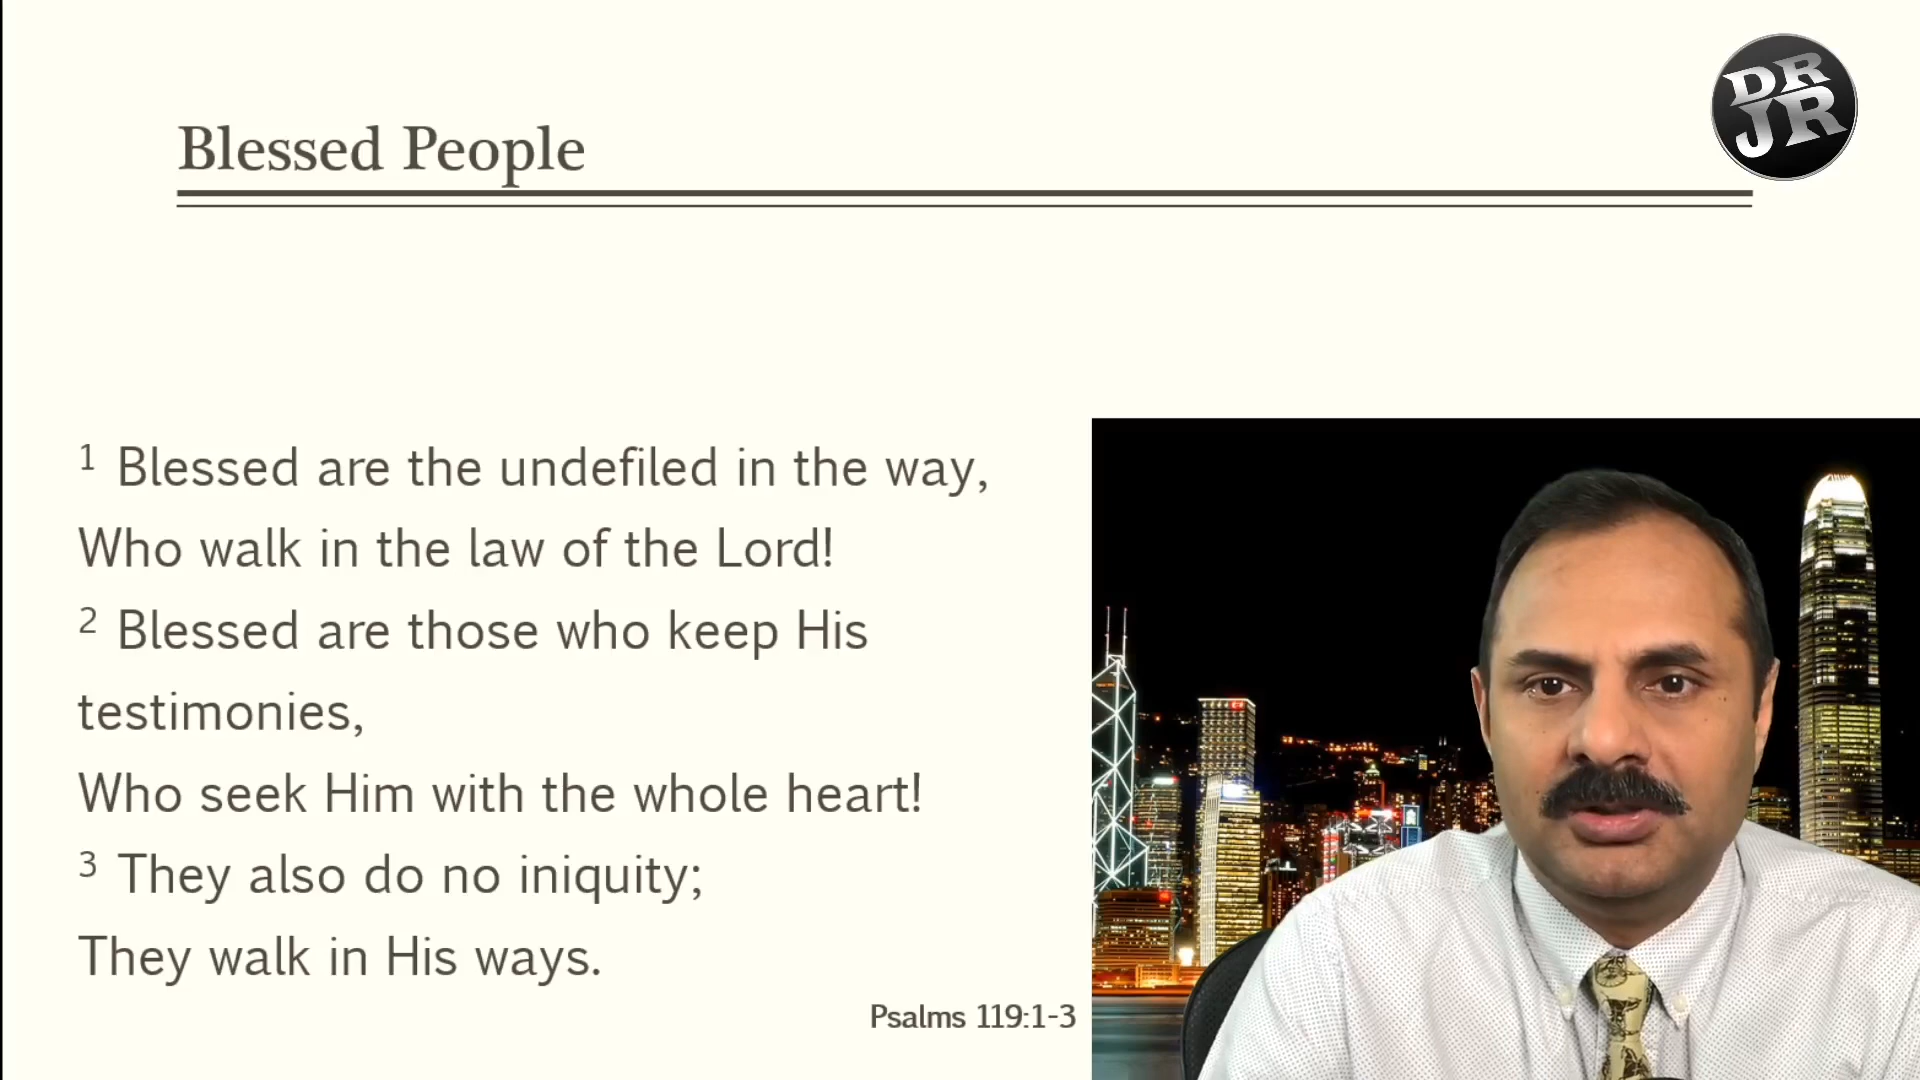 DR
JR
Blessed People
1 Blessed are the undefiled in the way,
Who walk in the law of the Lord!
2 Blessed are those who keep His
testimonies,
Who seek Him with the whole heart!
3 They also do no iniquity;
They walk in His ways.
Psalms 119:1-3